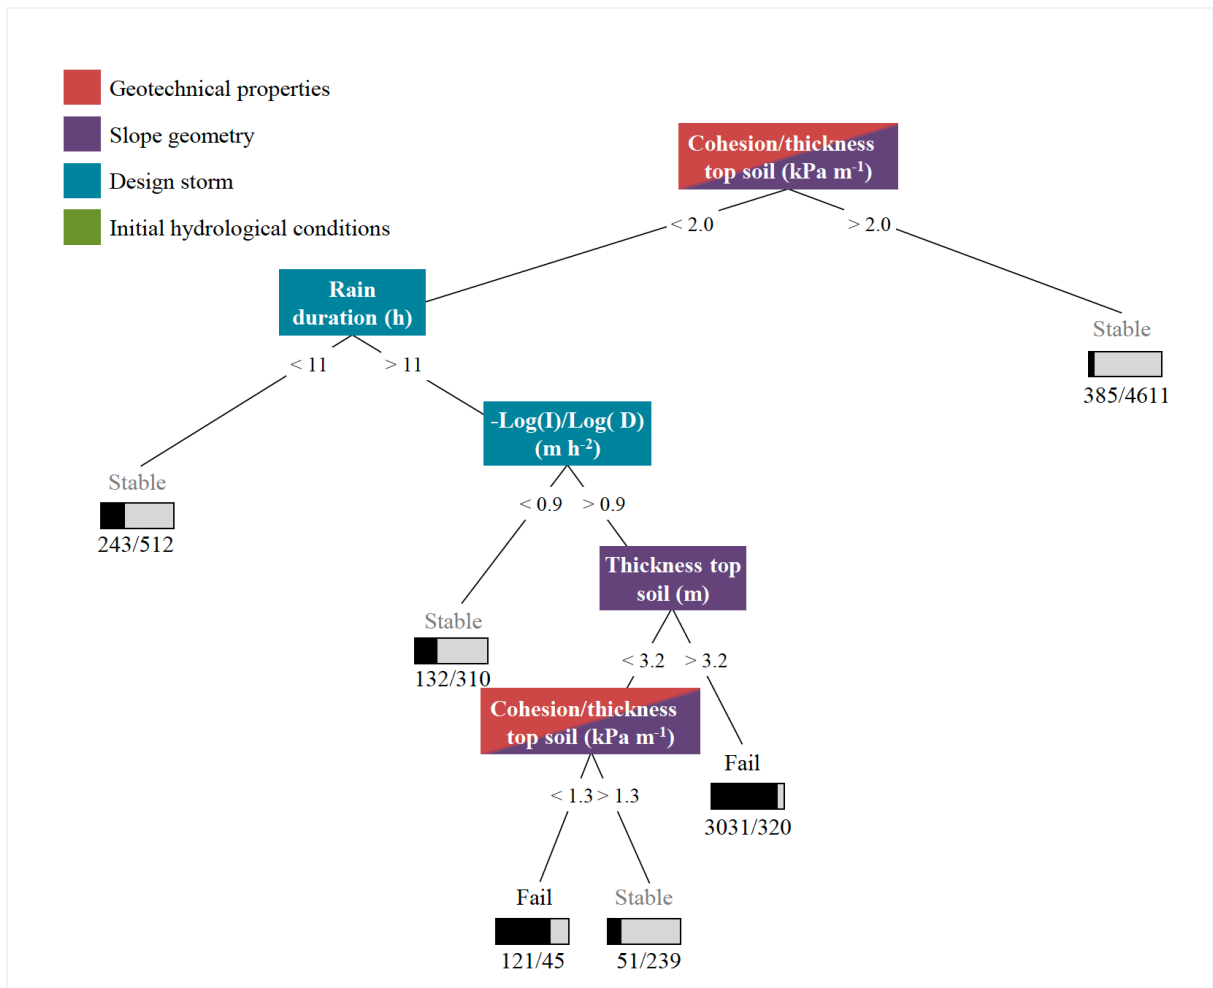 Geotechnical properties
Slope geometry
Design storm
Initial hydrological conditions
Cohesion/thickness
top soil (kPa m⁻¹)
< 2.0
> 2.0
Rain
duration (h)
Stable
385/4611
< 11
> 11
-Log(I)/Log( D)
(m h⁻²)
Stable
243/512
< 0.9
> 0.9
Thickness top
soil (m)
Stable
132/310
< 3.2
> 3.2
Cohesion/thickness
top soil (kPa m⁻¹)
Fail
3031/320
< 1.3
> 1.3
Fail
121/45
Stable
51/239